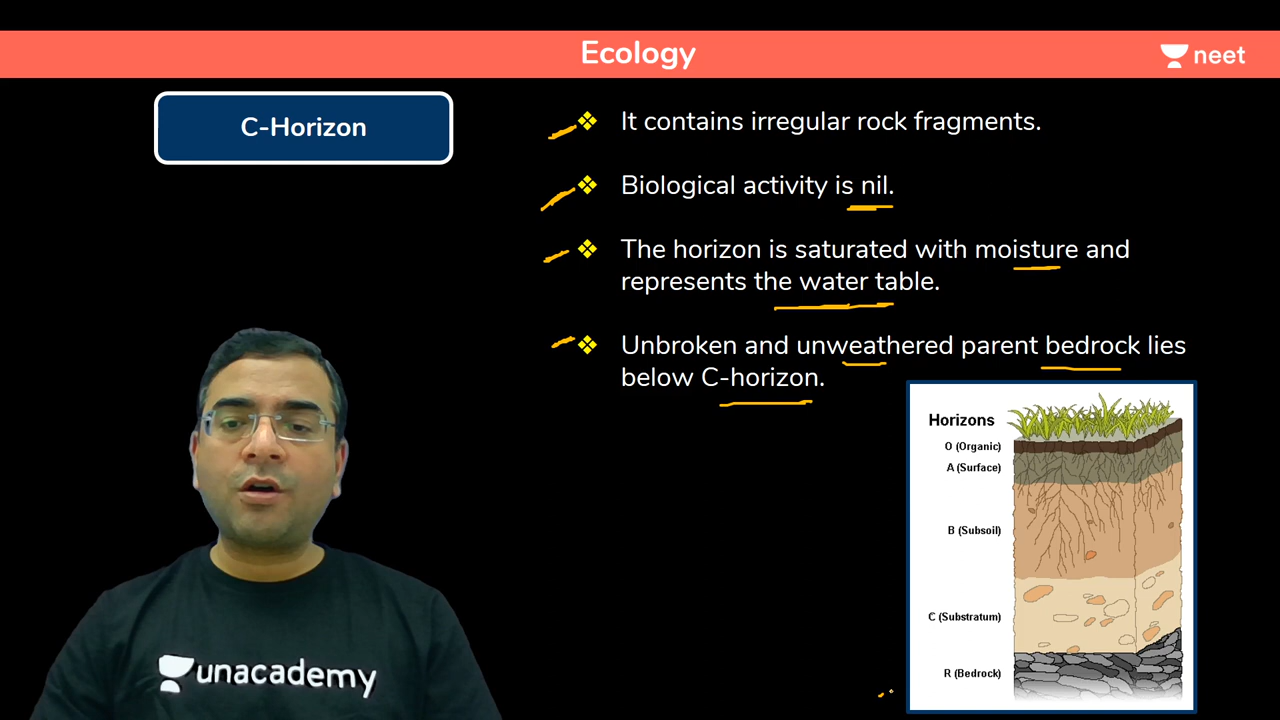 Ecology
neet
C-Horizon
It contains irregular rock fragments.
Biological activity is nil.
The horizon is saturated with moisture and
represents the water table.
Unbroken and unweathered parent bedrock lies
below C-horizon.
Horizons
O (Organic)
A (Surface)
B (Subsoil)
C (Substratum)
R (Bedrock)
unacademy